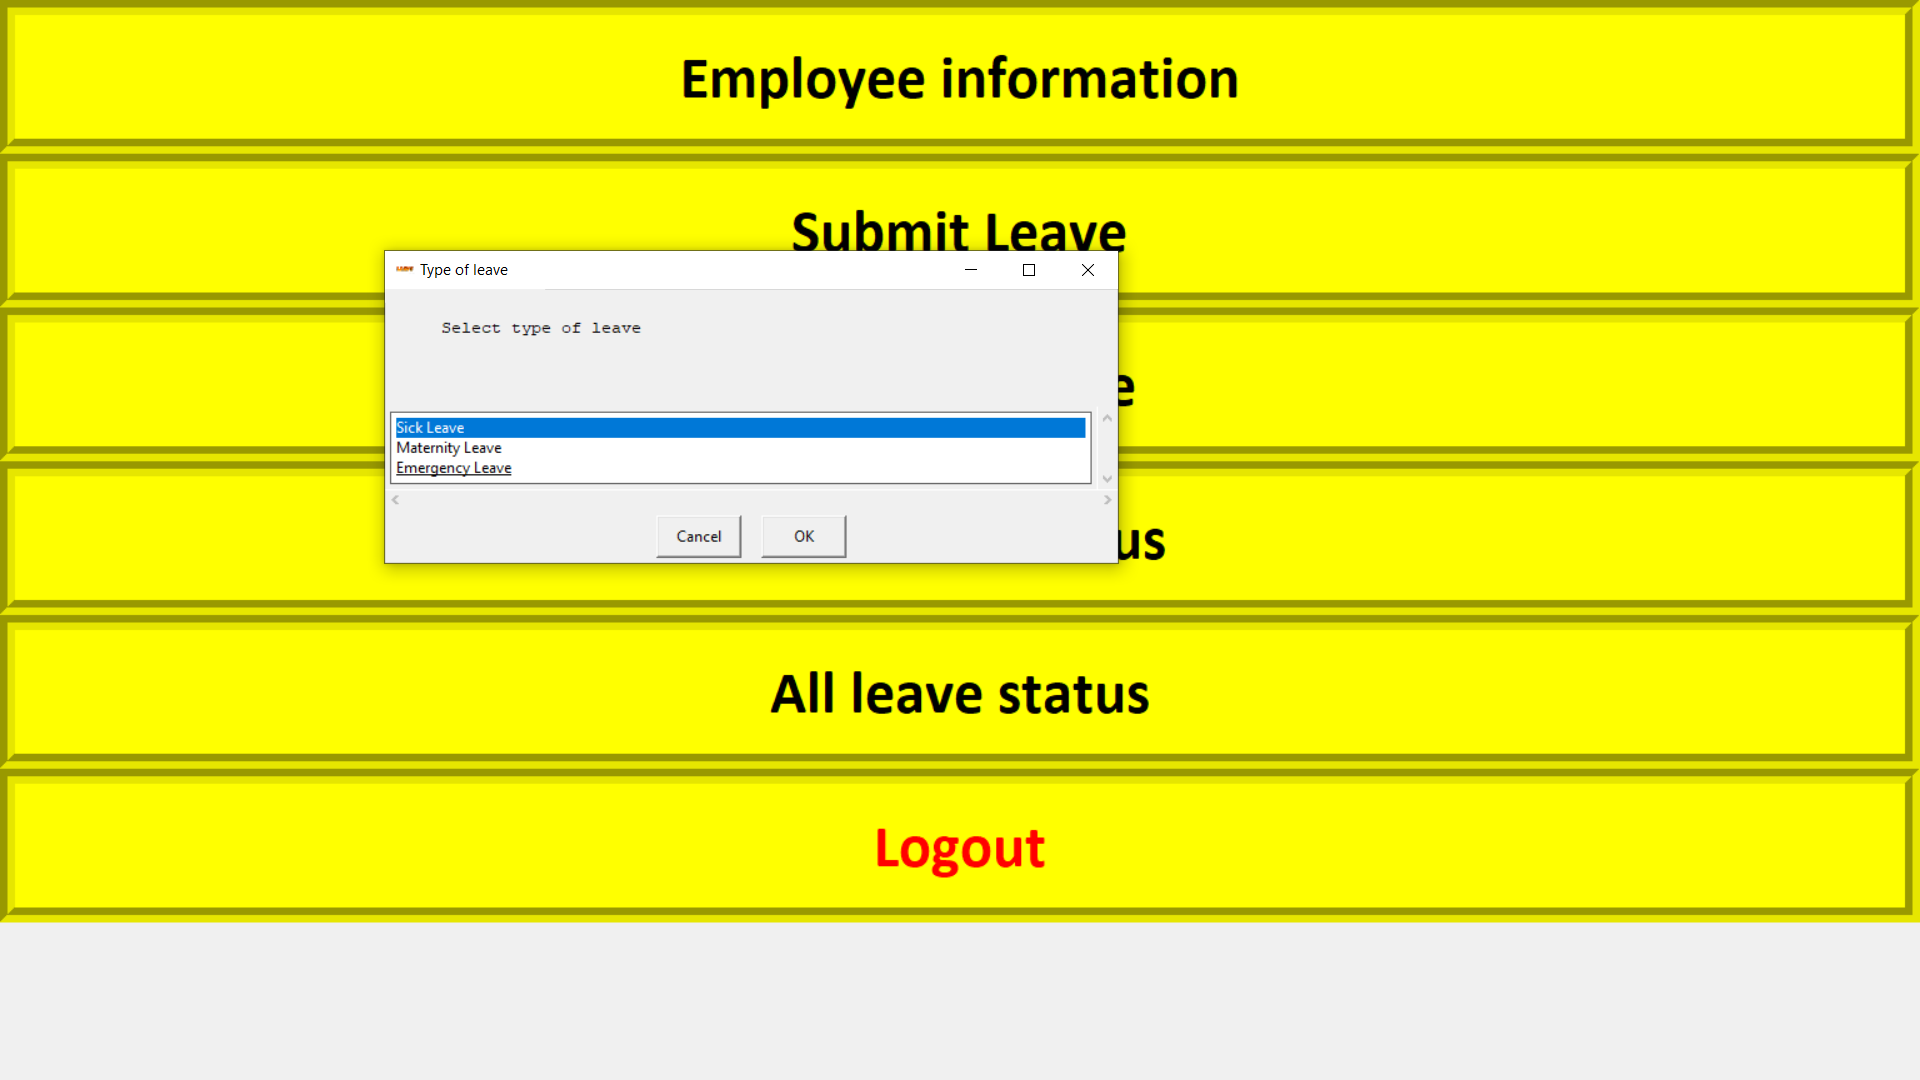 Employee information
Submit Leave
Type of leave
Select type of leave
Sick Leave
Maternity Leave
Emergency Leave
Cancel
OK
All leave status
Logout